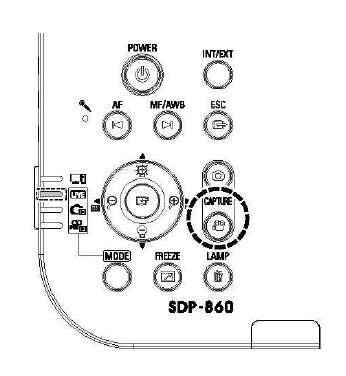 POWER
INT/EXT
AF MF/AWB ESC
LIVE
CAPTURE
MODE FREEZE LAMP
SDP-860